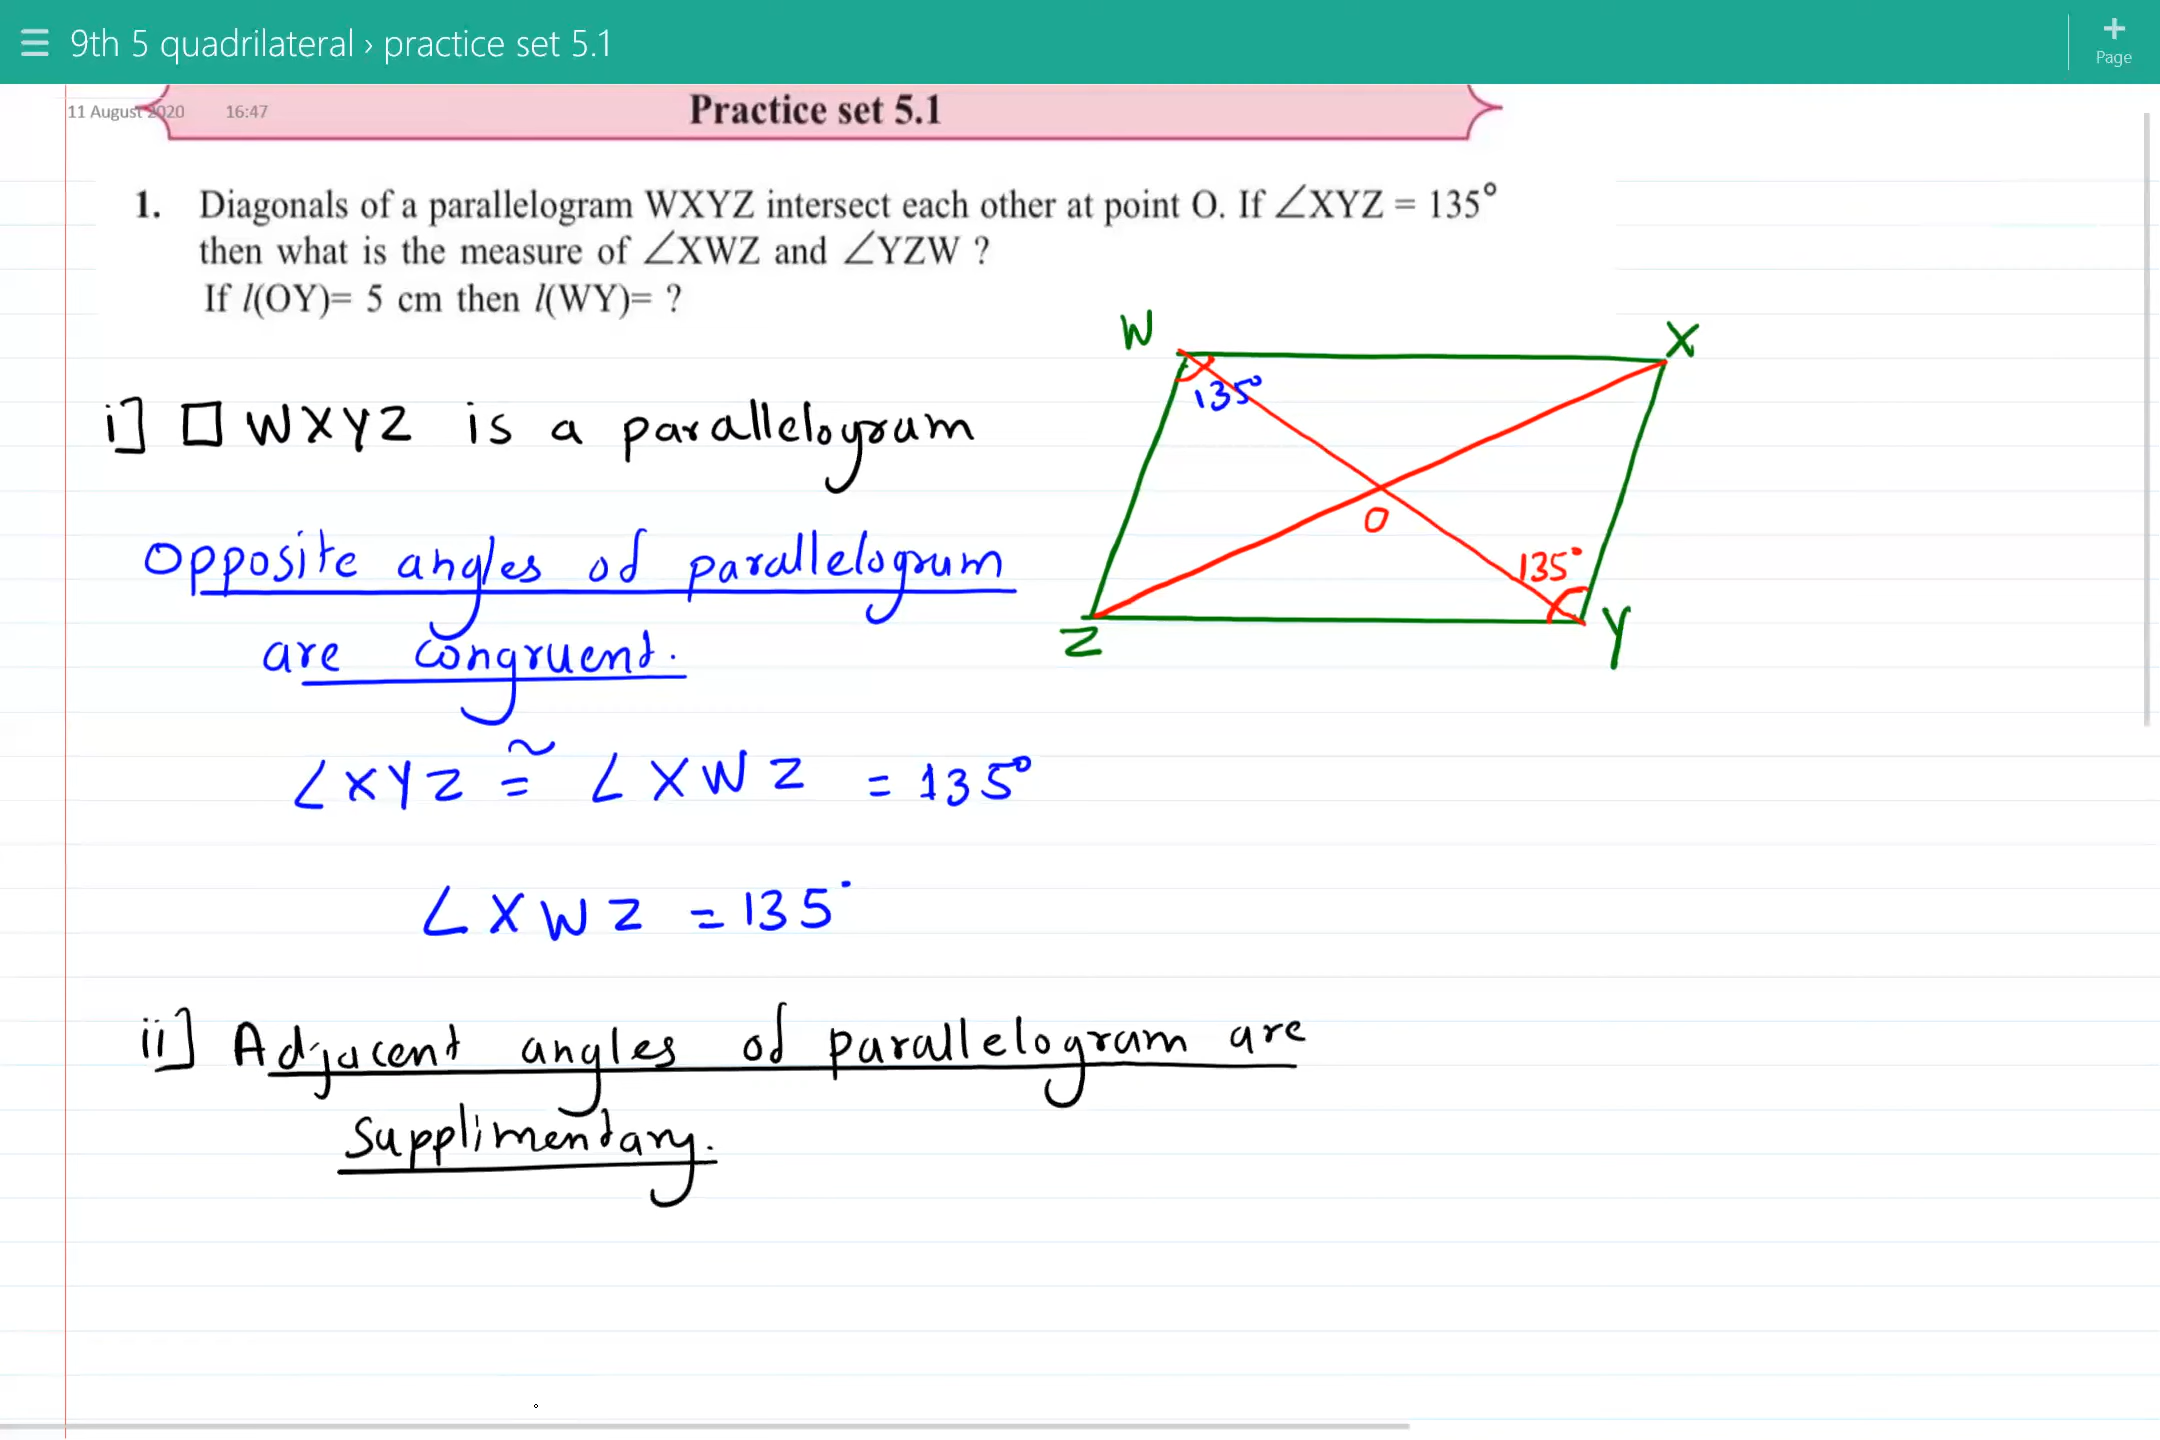 9th 5 quadrilateral › practice set 5.1
Page
11 August 2020 16:47
Practice set 5.1
1. Diagonals of a parallelogram WXYZ intersect each other at point O. If ∠XYZ = 135°
then what is the measure of ∠XWZ and ∠YZW ?
If l(OY)= 5 cm then l(WY)= ?
W X
135°
i] □ WXYZ is a parallelogram
O
135°
Z Y
Opposite angles of parallelogram
are congruent.
∠XYZ ≅ ∠XWZ = 135°
∠XWZ = 135°
ii] Adjacent angles of parallelogram are
Supplimentary.